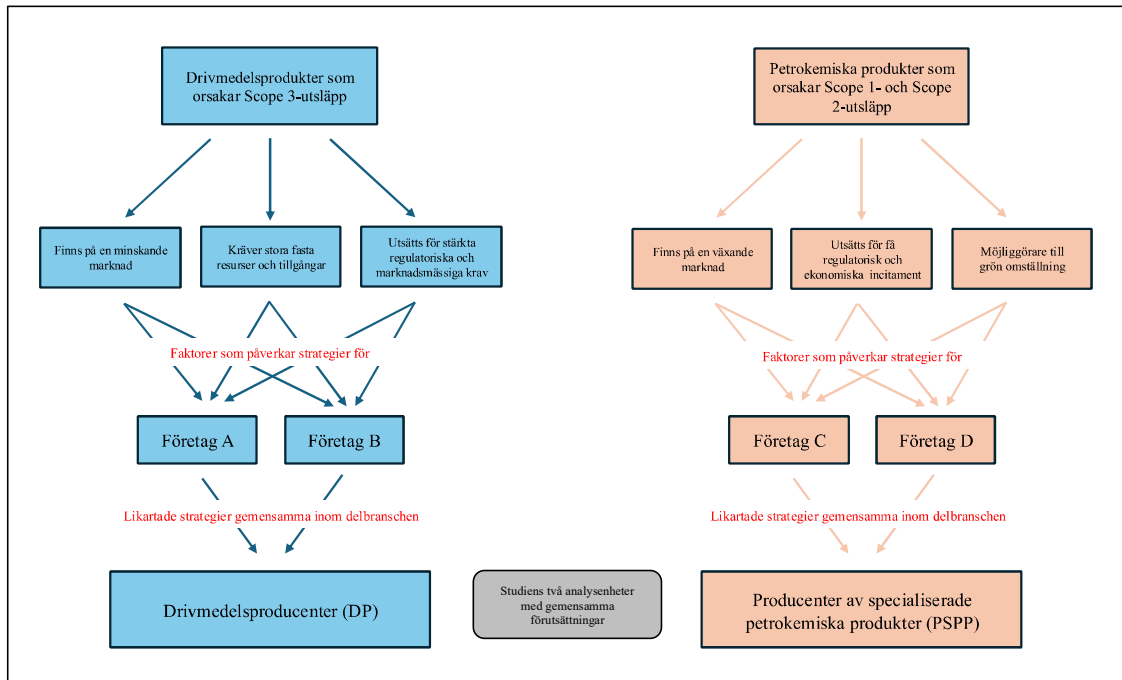 Drivmedelsprodukter som
orsakar Scope 3-utsläpp
Petrokemiska produkter som
orsakar Scope 1- och Scope
2-utsläpp
Finns på en minskande
marknad
Kräver stora fasta
resurser och tillgångar
Utsätts för stärkta
regulatoriska och
marknadsmässiga krav
Finns på en växande
marknad
Utsätts för få
regulatorisk och
ekonomiska incitament
Möjliggörare till
grön omställning
Faktorer som påverkar strategier för
Faktorer som påverkar strategier för
Företag A
Företag B
Företag C
Företag D
Likartade strategier gemensamma inom delbranschen
Likartade strategier gemensamma inom delbranschen
Drivmedelsproducenter (DP)
Studiens två analysenheter
med gemensamma
förutsättningar
Producenter av specialiserade
petrokemiska produkter (PSPP)